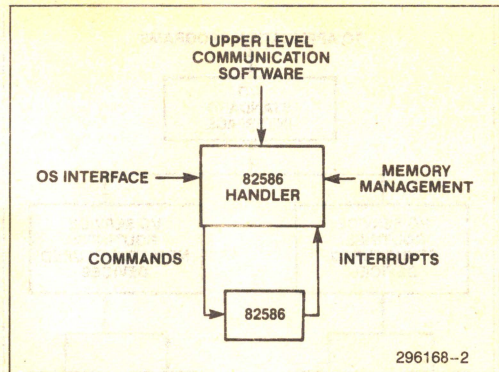 UPPER LEVEL
COMMUNICATION
SOFTWARE
OS INTERFACE
82586
HANDLER
MEMORY
MANAGEMENT
COMMANDS
INTERRUPTS
82586
296168-2